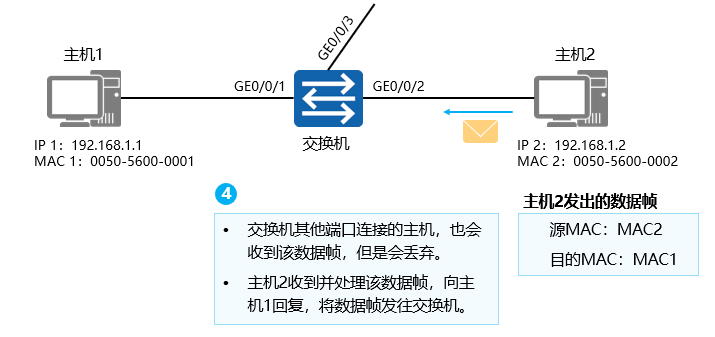 GE0/0/3
主机1
主机2
GE0/0/1
GE0/0/2
交换机
IP 1：192.168.1.1
MAC 1：0050-5600-0001
IP 2：192.168.1.2
MAC 2：0050-5600-0002
4
• 交换机其他端口连接的主机，也会
收到该数据帧，但是会丢弃。
• 主机2收到并处理该数据帧，向主
机1回复，将数据帧发往交换机。
主机2发出的数据帧
源MAC：MAC2
目的MAC：MAC1